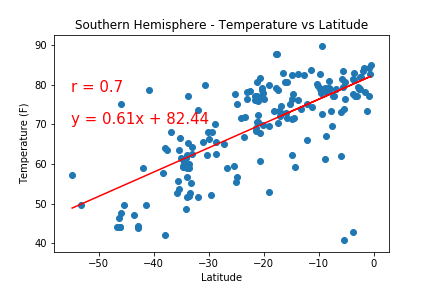 Southern Hemisphere - Temperature vs Latitude
90
80
70
60
50
40
Temperature (F)
r = 0.7
y = 0.61x + 82.44
−50
−40
−30
−20
−10
0
Latitude